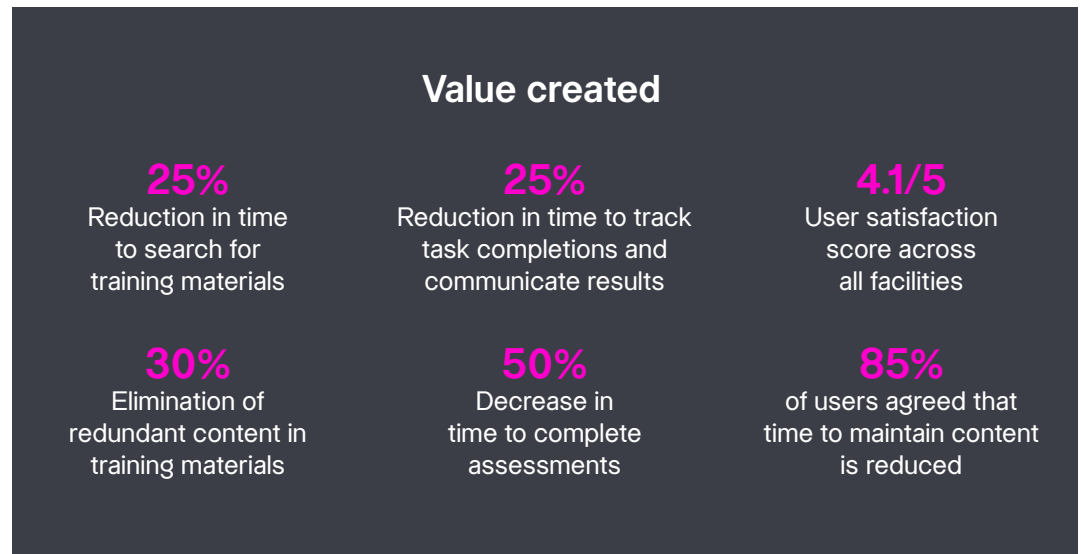 Value created
25%
Reduction in time
to search for
training materials
25%
Reduction in time to track
task completions and
communicate results
4.1/5
User satisfaction
score across
all facilities
30%
Elimination of
redundant content in
training materials
50%
Decrease in
time to complete
assessments
85%
of users agreed that
time to maintain content
is reduced